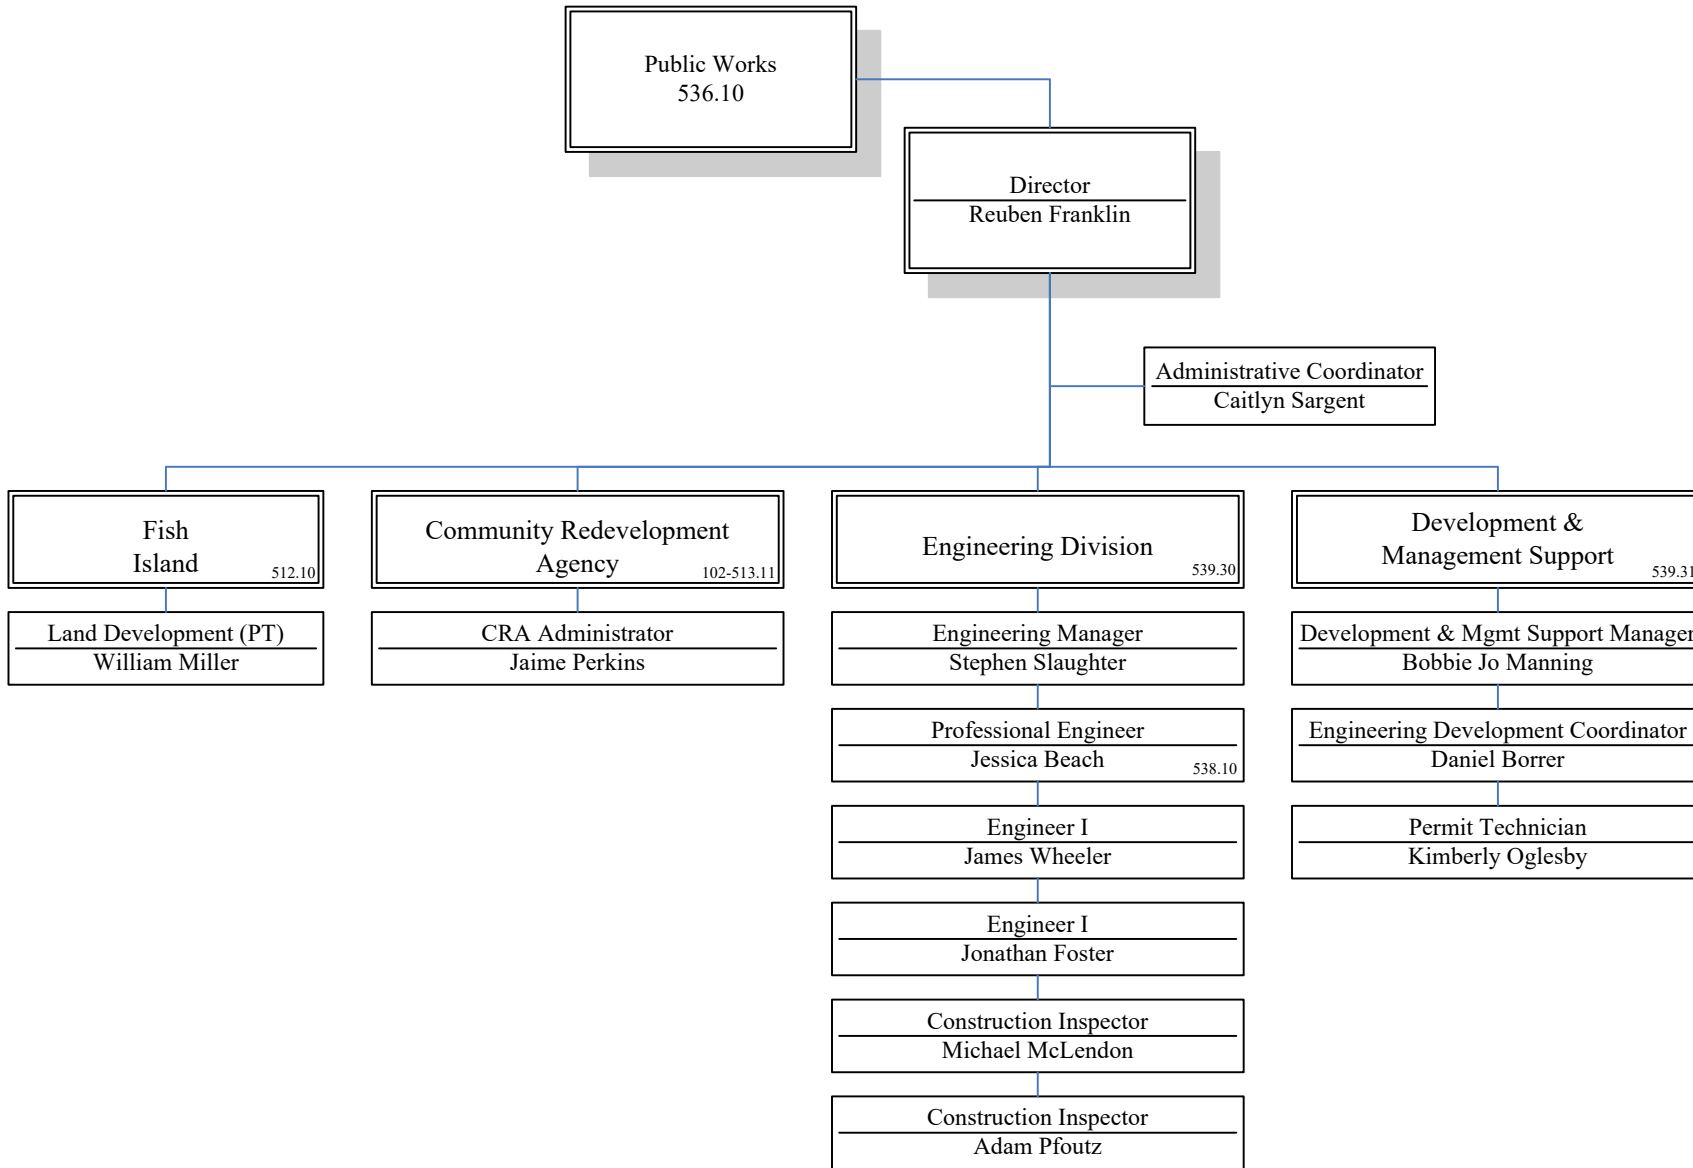 Public Works
536.10
Director
Reuben Franklin
Administrative Coordinator
Caitlyn Sargent
Fish
Island
512.10
Community Redevelopment
Agency
102-513.11
Engineering Division
539.30
Development &
Management Support
539.31
Land Development (PT)
William Miller
CRA Administrator
Jaime Perkins
Engineering Manager
Stephen Slaughter
Development & Mgmt Support Manager
Bobbie Jo Manning
Professional Engineer
Jessica Beach
538.10
Engineering Development Coordinator
Daniel Borrer
Engineer I
James Wheeler
Permit Technician
Kimberly Oglesby
Engineer I
Jonathan Foster
Construction Inspector
Michael McLendon
Construction Inspector
Adam Pfoutz